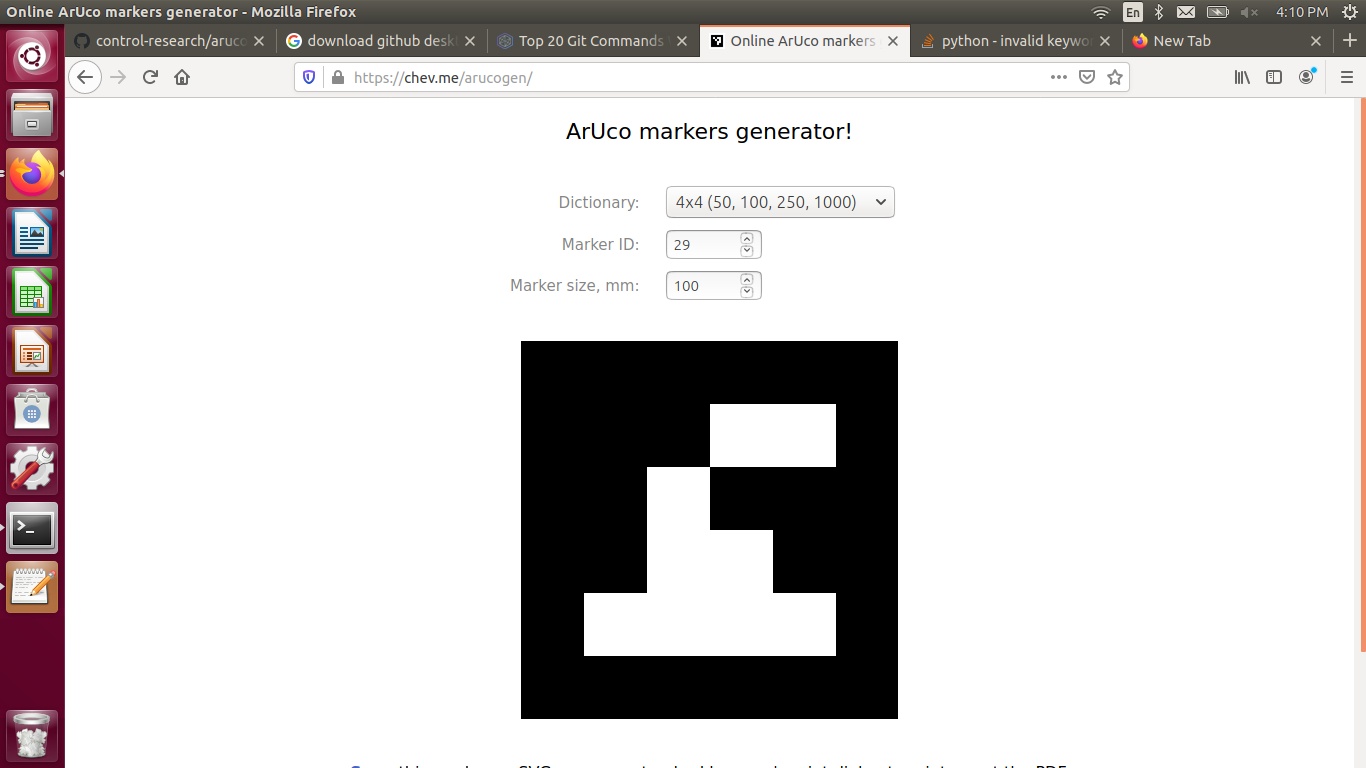 Online ArUco markers generator - Mozilla Firefox
En
4:10 PM
control-research/aruco
download github desk
Top 20 Git Commands
Online ArUco markers
python - invalid keywo
New Tab
https://chev.me/arucogen/
ArUco markers generator!
Dictionary:
4x4 (50, 100, 250, 1000)
Marker ID:
29
Marker size, mm:
100